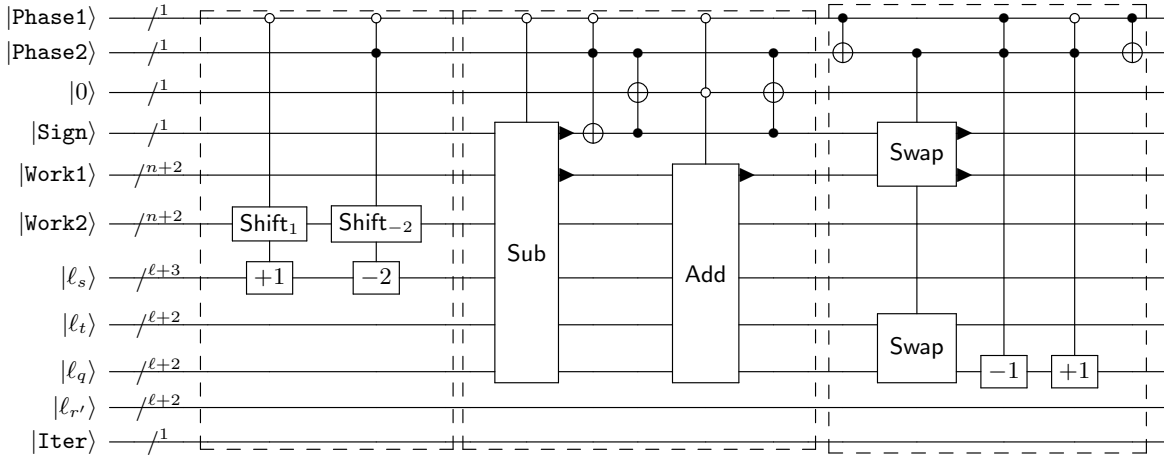 |Phase1⟩ /1
|Phase2⟩ /1
|0⟩ /1
|Sign⟩ /1
Swap
|Work1⟩ /n+2
|Work2⟩ /n+2 Shift₁ Shift₋₂
Sub
|ℓs⟩ /ℓ+3 +1 −2 Add
|ℓt⟩ /ℓ+2
Swap
|ℓq⟩ /ℓ+2 −1 +1
|ℓr′⟩ /ℓ+2
|Iter⟩ /1